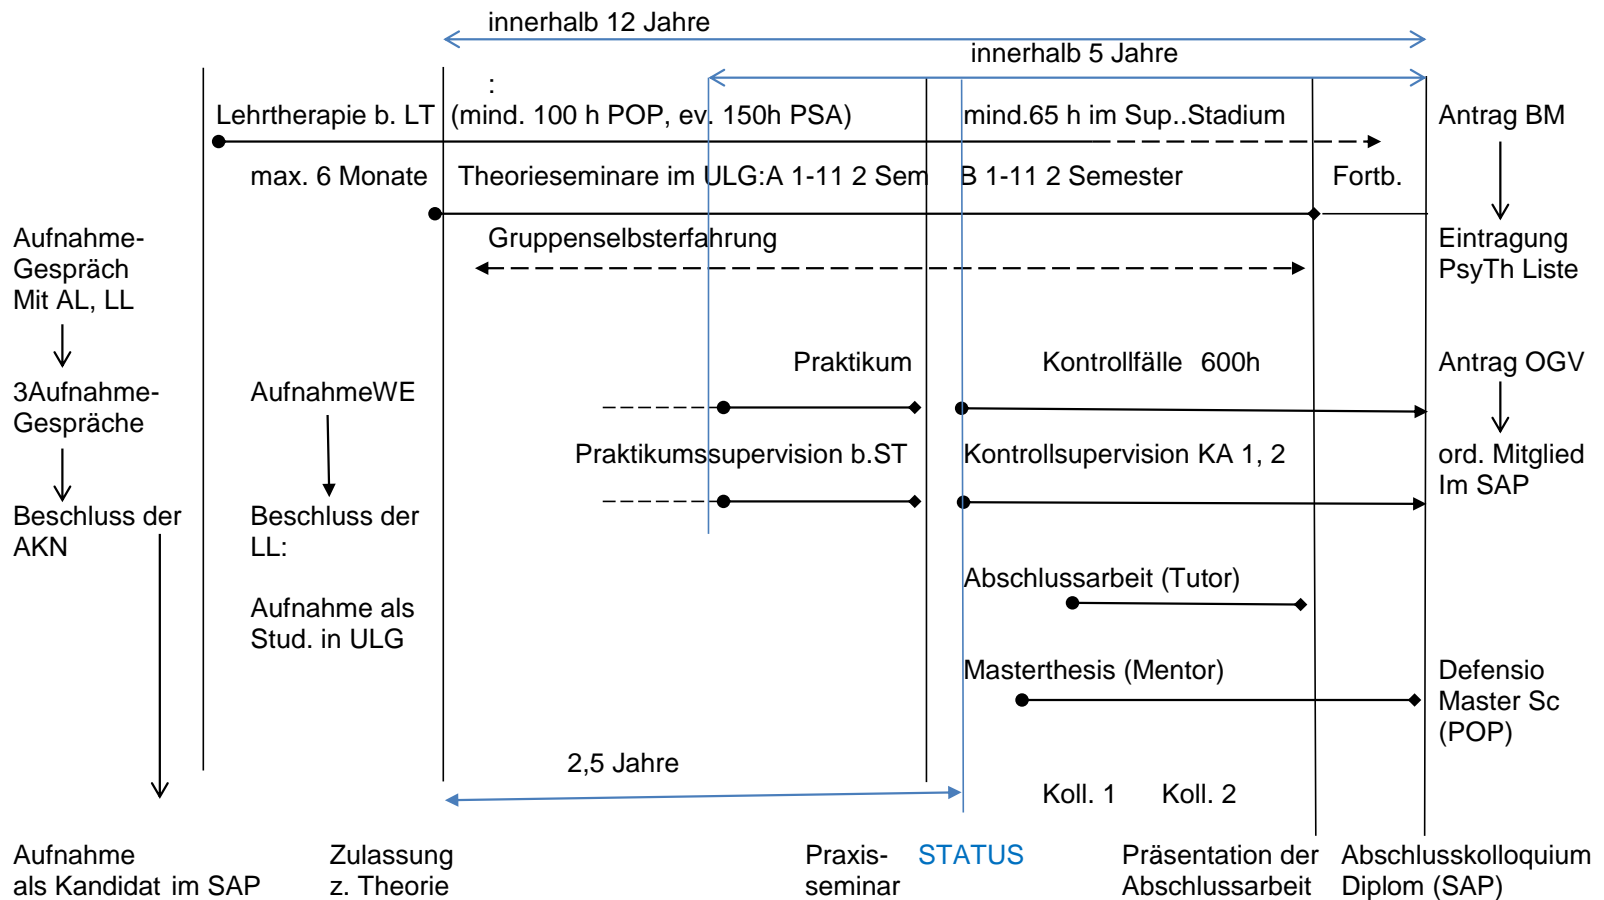 innerhalb 12 Jahre
innerhalb 5 Jahre
:
Lehrtherapie b. LT (mind. 100 h POP, ev. 150h PSA) mind.65 h im Sup..Stadium Antrag BM
max. 6 Monate Theorieseminare im ULG:A 1-11 2 Sem B 1-11 2 Semester Fortb.
Aufnahme-
Gespräch
Mit AL, LL
Gruppenselbsterfahrung
Eintragung
PsyTh Liste
Praktikum Kontrollfälle 600h Antrag OGV
3Aufnahme-
Gespräche
AufnahmeWE
Praktikumssupervision b.ST Kontrollsupervision KA 1, 2
ord. Mitglied
Im SAP
Beschluss der
AKN
Beschluss der
LL:
Aufnahme als
Stud. in ULG
Abschlussarbeit (Tutor)
Masterthesis (Mentor)
Defensio
Master Sc
(POP)
2,5 Jahre
Koll. 1 Koll. 2
Aufnahme
als Kandidat im SAP
Zulassung
z. Theorie
Praxis-
seminar
STATUS
Präsentation der
Abschlussarbeit
Abschlusskolloquium
Diplom (SAP)